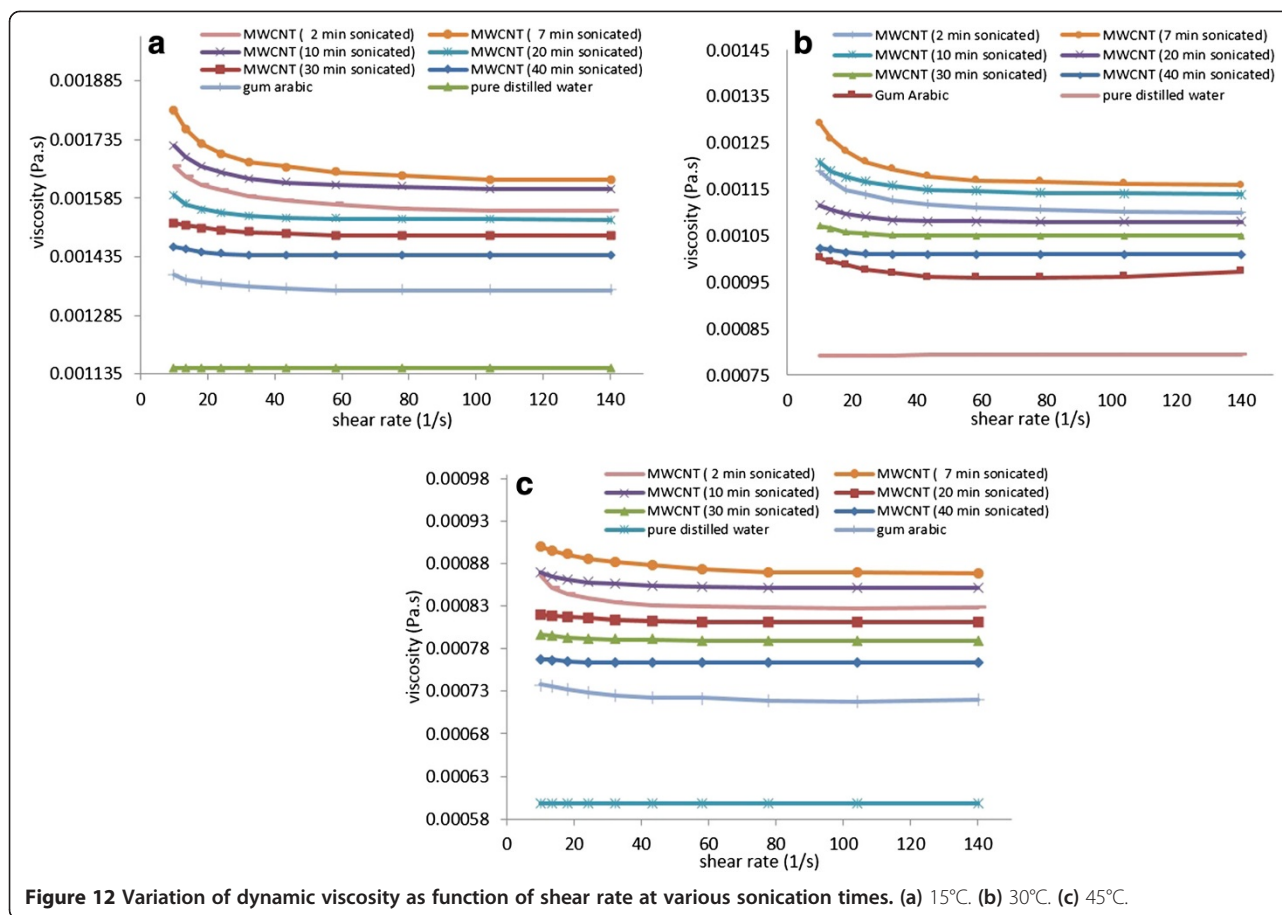 a
MWCNT ( 2 min sonicated) MWCNT ( 7 min sonicated)
MWCNT (10 min sonicated) MWCNT (20 min sonicated)
MWCNT (30 min sonicated) MWCNT (40 min sonicated)
gum arabic pure distilled water
0.001885
0.001735
0.001585
0.001435
0.001285
0.001135
viscosity (Pa.s)
0 20 40 60 80 100 120 140
shear rate (1/s)
b
MWCNT (2 min sonicated) MWCNT (7 min sonicated)
MWCNT (10 min sonicated) MWCNT (20 min sonicated)
MWCNT (30 min sonicated) MWCNT (40 min sonicated)
Gum Arabic pure distilled water
0.00145
0.00135
0.00125
0.00115
0.00105
0.00095
0.00085
0.00075
viscosity (Pa.s)
0 20 40 60 80 100 120 140
shear rate (1/s)
c
MWCNT ( 2 min sonicated) MWCNT ( 7 min sonicated)
MWCNT (10 min sonicated) MWCNT (20 min sonicated)
MWCNT (30 min sonicated) MWCNT (40 min sonicated)
pure distilled water gum arabic
0.00098
0.00093
0.00088
0.00083
0.00078
0.00073
0.00068
0.00063
0.00058
viscosity (Pa.s)
0 20 40 60 80 100 120 140
shear rate (1/s)
Figure 12 Variation of dynamic viscosity as function of shear rate at various sonication times. (a) 15°C. (b) 30°C. (c) 45°C.